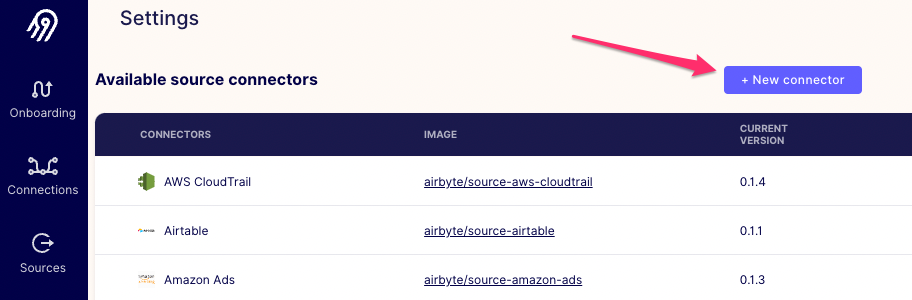 Settings
Available source connectors
+ New connector
Onboarding
CONNECTORS IMAGE CURRENT
VERSION
AWS CloudTrail airbyte/source-aws-cloudtrail 0.1.4
Connections
Airtable airbyte/source-airtable 0.1.1
Sources
Amazon Ads airbyte/source-amazon-ads 0.1.3